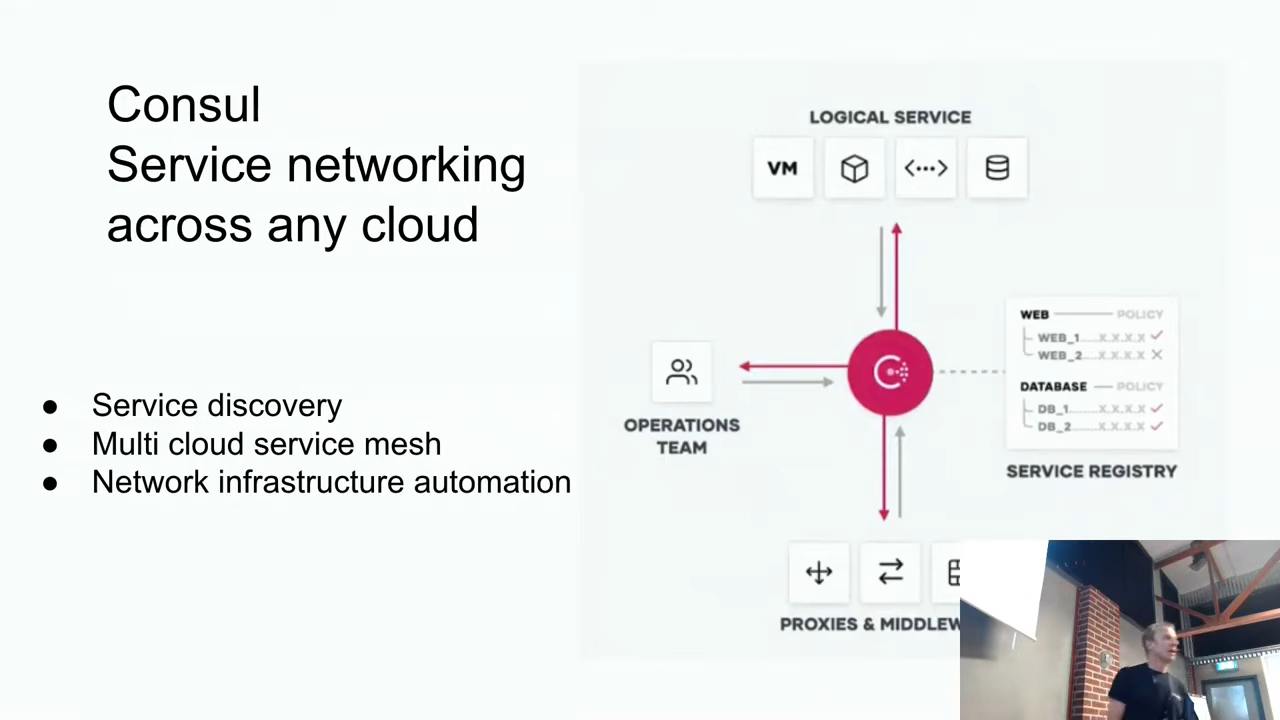 Consul
Service networking
across any cloud
● Service discovery
● Multi cloud service mesh
● Network infrastructure automation
LOGICAL SERVICE
VM
OPERATIONS
TEAM
WEB POLICY
WEB_1.....X.X.X.X
WEB_2.....X.X.X.X
DATABASE POLICY
DB_1.......X.X.X.X
DB_2.......X.X.X.X
SERVICE REGISTRY
PROXIES & MIDDLEW